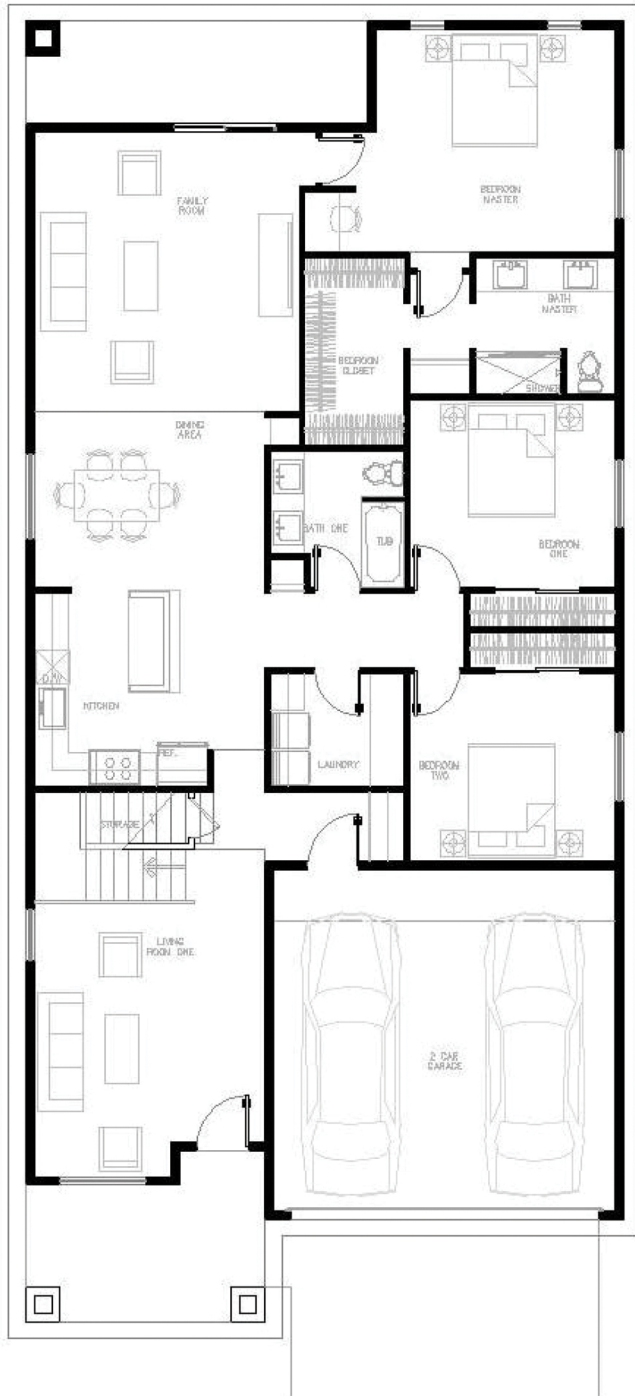 BEDROOM
MASTER
FAMILY
ROOM
BATH
MASTER
BEDROOM
CLOSET
SHOWER
DINING
AREA
BATH ONE
TUB
BEDROOM
ONE
D.W.
KITCHEN
REF.
LAUNDRY
BEDROOM
TWO
STORAGE
LIVING
ROOM ONE
2 CAR
GARAGE